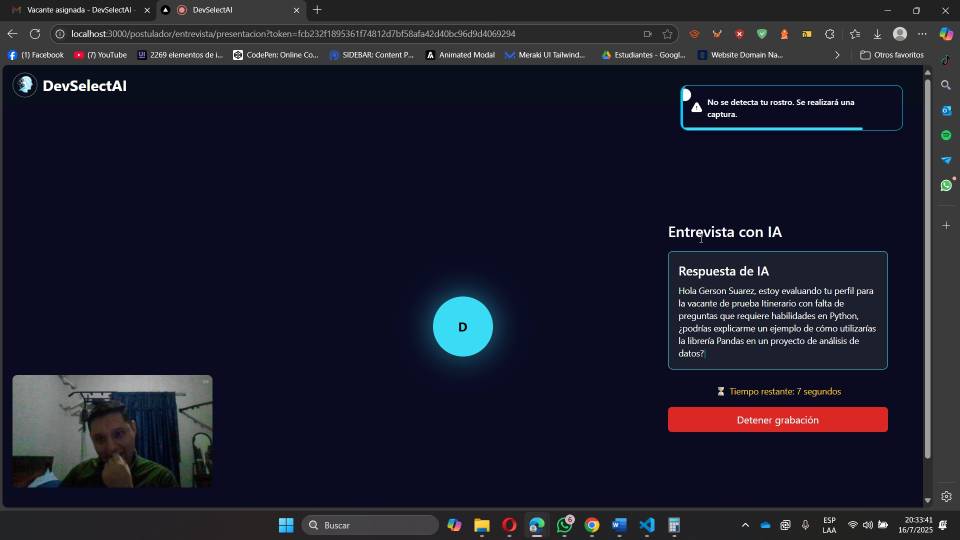 Vacante asignada - DevSelectAI -
DevSelectAI
localhost:3000/postulador/entrevista/presentacion?token=fcb232f1895361f74812d7bf58afa42d40bc96d9d4069294
(1) Facebook
(7) YouTube
2269 elementos de i...
CodePen: Online Co...
SIDEBAR: Content P...
Animated Modal
Meraki UI Tailwind...
Estudiantes - Googl...
Website Domain Na...
Otros favoritos
DevSelectAI
No se detecta tu rostro. Se realizará una
captura.
Entrevista con IA
Respuesta de IA
Hola Gerson Suarez, estoy evaluando tu perfil para
la vacante de prueba Itinerario con falta de
preguntas que requiere habilidades en Python,
¿podrías explicarme un ejemplo de cómo utilizarías
la librería Pandas en un proyecto de análisis de
datos?
D
Tiempo restante: 7 segundos
Detener grabación
Buscar
6
ESP
LAA
20:33:41
16/7/2025